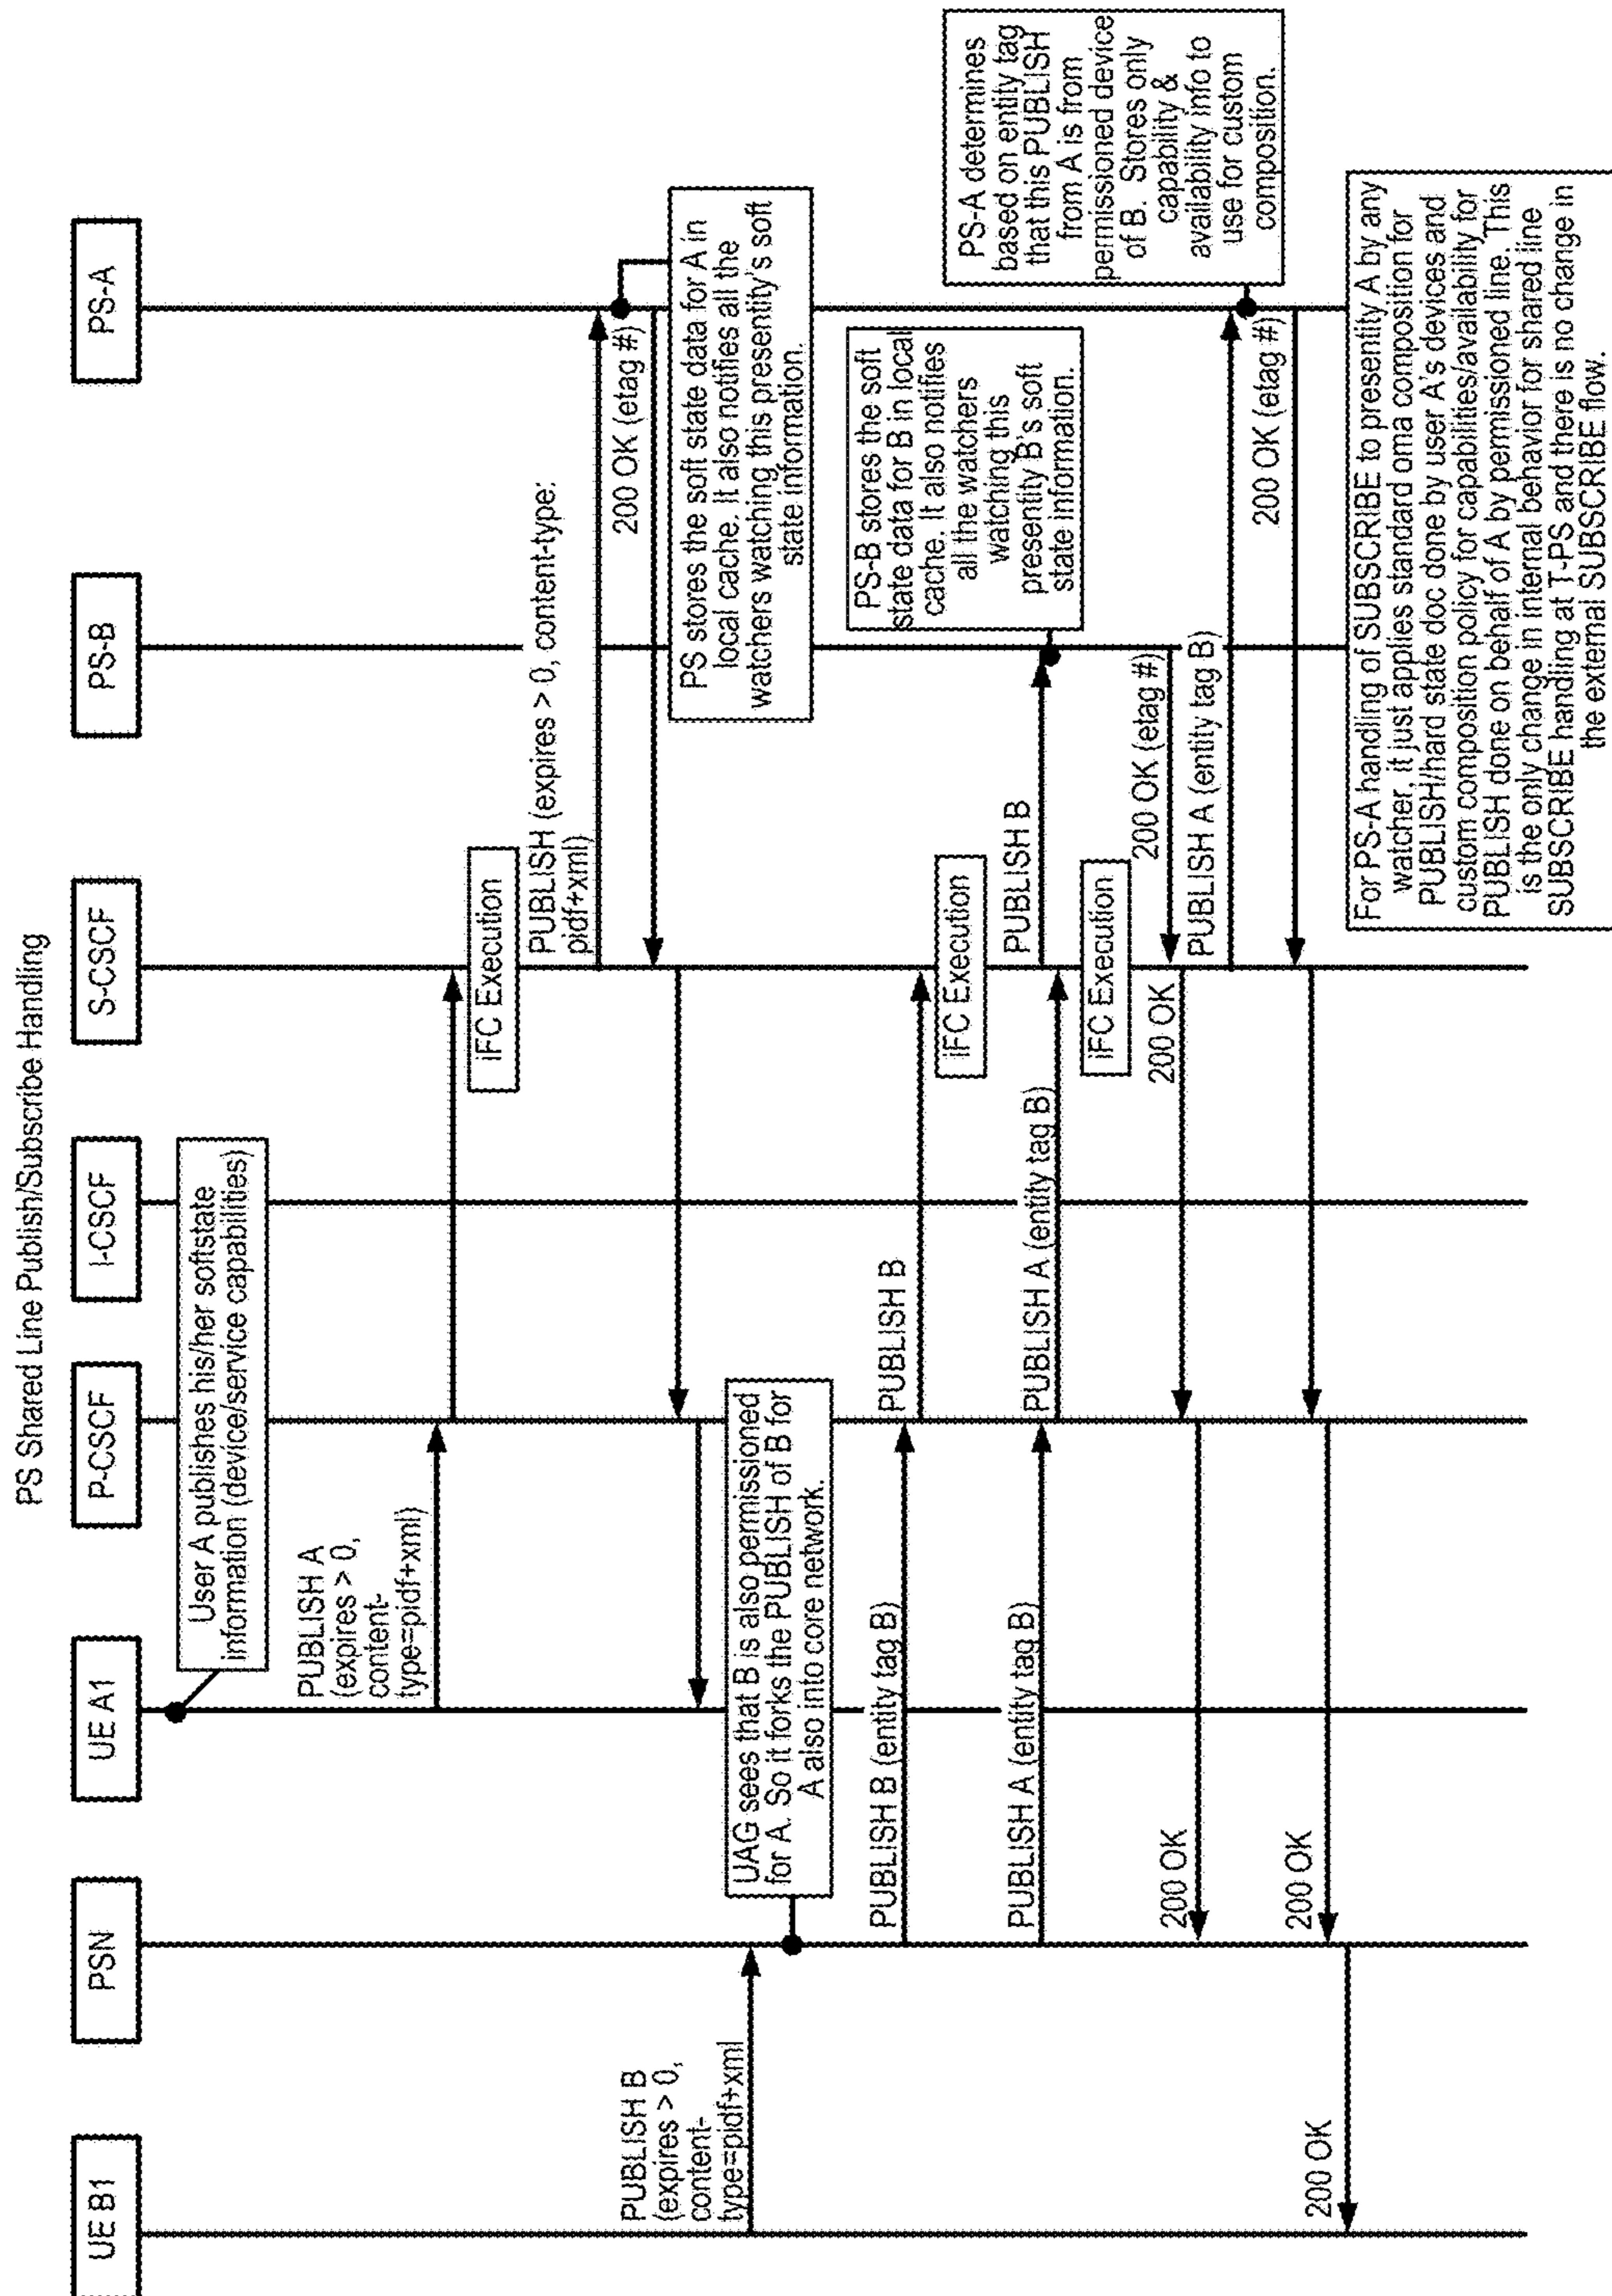 PS Shared Line Publish/Subscribe Handling
UE B1
PSN
UE A1
P-CSCF
I-CSCF
S-CSCF
PS-B
PS-A
User A publishes his/her softstate
information (device/service capabilities)
PUBLISH A
(expires > 0,
content-
type=pidf+xml)
iFC Execution
PUBLISH (expires > 0, content-type:
pidf+xml)
200 OK (etag #)
PS stores the soft state data for A in
local cache. It also notifies all the
watchers watching this presentity's soft
state information.
PUBLISH B
(expires > 0,
content-
type=pidf+xml
UAG sees that B is also permissioned
for A. So it forks the PUBLISH of B for
A also into core network.
PUBLISH B (entity tag B)
PUBLISH B
iFC Execution
PUBLISH B
PS-B stores the soft
state data for B in local
cache. It also notifies
all the watchers
watching this
presentity B's soft
state information.
PUBLISH A (entity tag B)
PUBLISH A (entity tag B)
iFC Execution
200 OK (etag #)
200 OK
200 OK
PUBLISH A (entity tag B)
PS-A determines
based on entity tag
that this PUBLISH
from A is from
permissioned device
of B. Stores only
capability &
availability info to
use for custom
composition.
200 OK (etag #)
200 OK
200 OK
For PS-A handling of SUBSCRIBE to presentity A by any
watcher, it just applies standard oma composition for
PUBLISH/hard state doc done by user A's devices and
custom composition policy for capabilities/availability for
PUBLISH done on behalf of A by permissioned line. This
is the only change in internal behavior for shared line
SUBSCRIBE handling at T-PS and there is no change in
the external SUBSCRIBE flow.